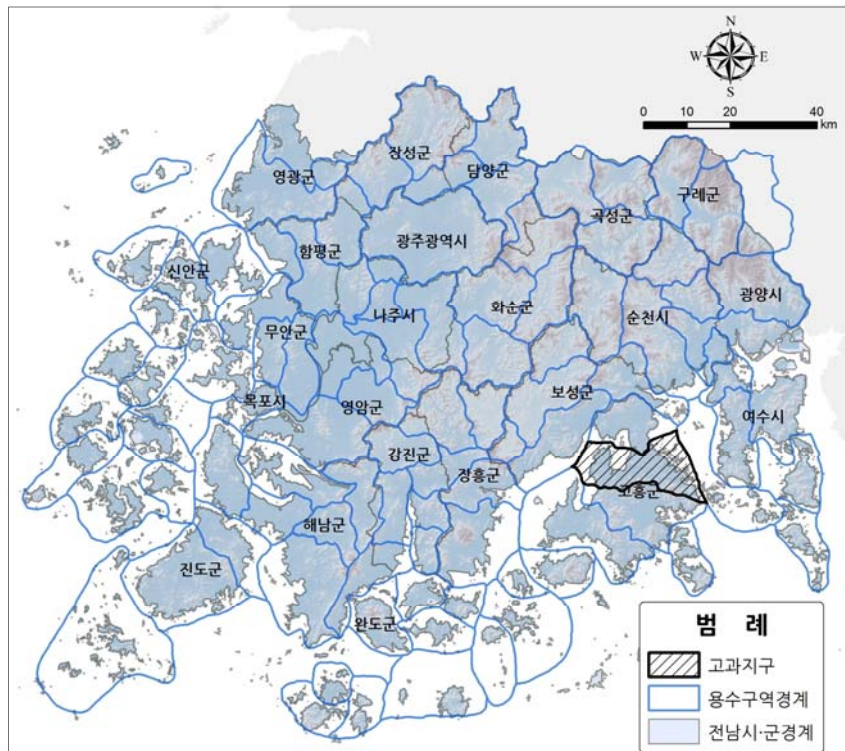 N
W E
S
0 10 20 40
km
장성군
영광군
담양군
구례군
곡성군
함평군
광주광역시
신안군
광양시
나주시
화순군
순천시
무안군
보성군
목포시
영암군
여수시
강진군
장흥군
고흥군
해남군
진도군
완도군
범 례
고과지구
용수구역경계
전남시·군경계